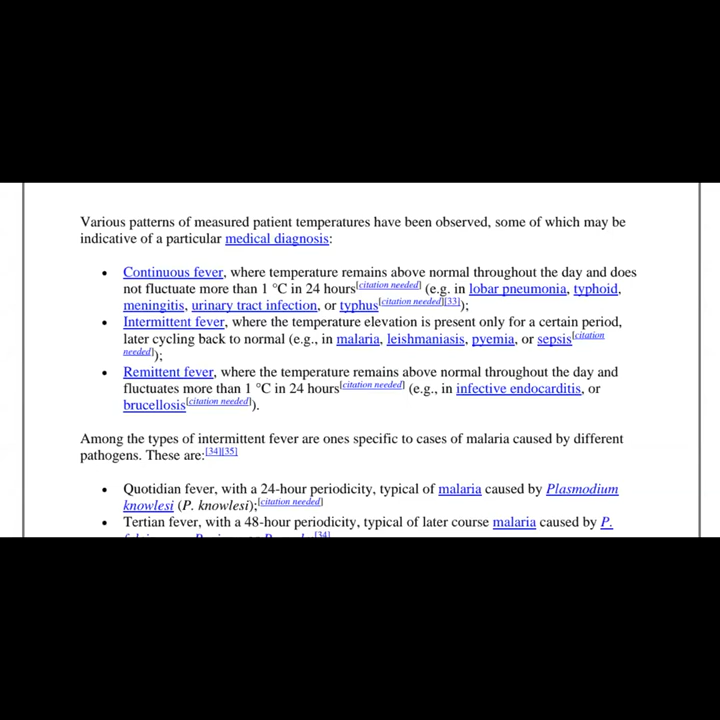 Various patterns of measured patient temperatures have been observed, some of which may be
indicative of a particular medical diagnosis:
• Continuous fever, where temperature remains above normal throughout the day and does
not fluctuate more than 1 °C in 24 hours[citation needed] (e.g. in lobar pneumonia, typhoid,
meningitis, urinary tract infection, or typhus[citation needed][33]);
• Intermittent fever, where the temperature elevation is present only for a certain period,
later cycling back to normal (e.g., in malaria, leishmaniasis, pyemia, or sepsis[citation
needed]);
• Remittent fever, where the temperature remains above normal throughout the day and
fluctuates more than 1 °C in 24 hours[citation needed] (e.g., in infective endocarditis, or
brucellosis[citation needed]).
Among the types of intermittent fever are ones specific to cases of malaria caused by different
pathogens. These are:[34][35]
• Quotidian fever, with a 24-hour periodicity, typical of malaria caused by Plasmodium
knowlesi (P. knowlesi);[citation needed]
• Tertian fever, with a 48-hour periodicity, typical of later course malaria caused by P.
[34]